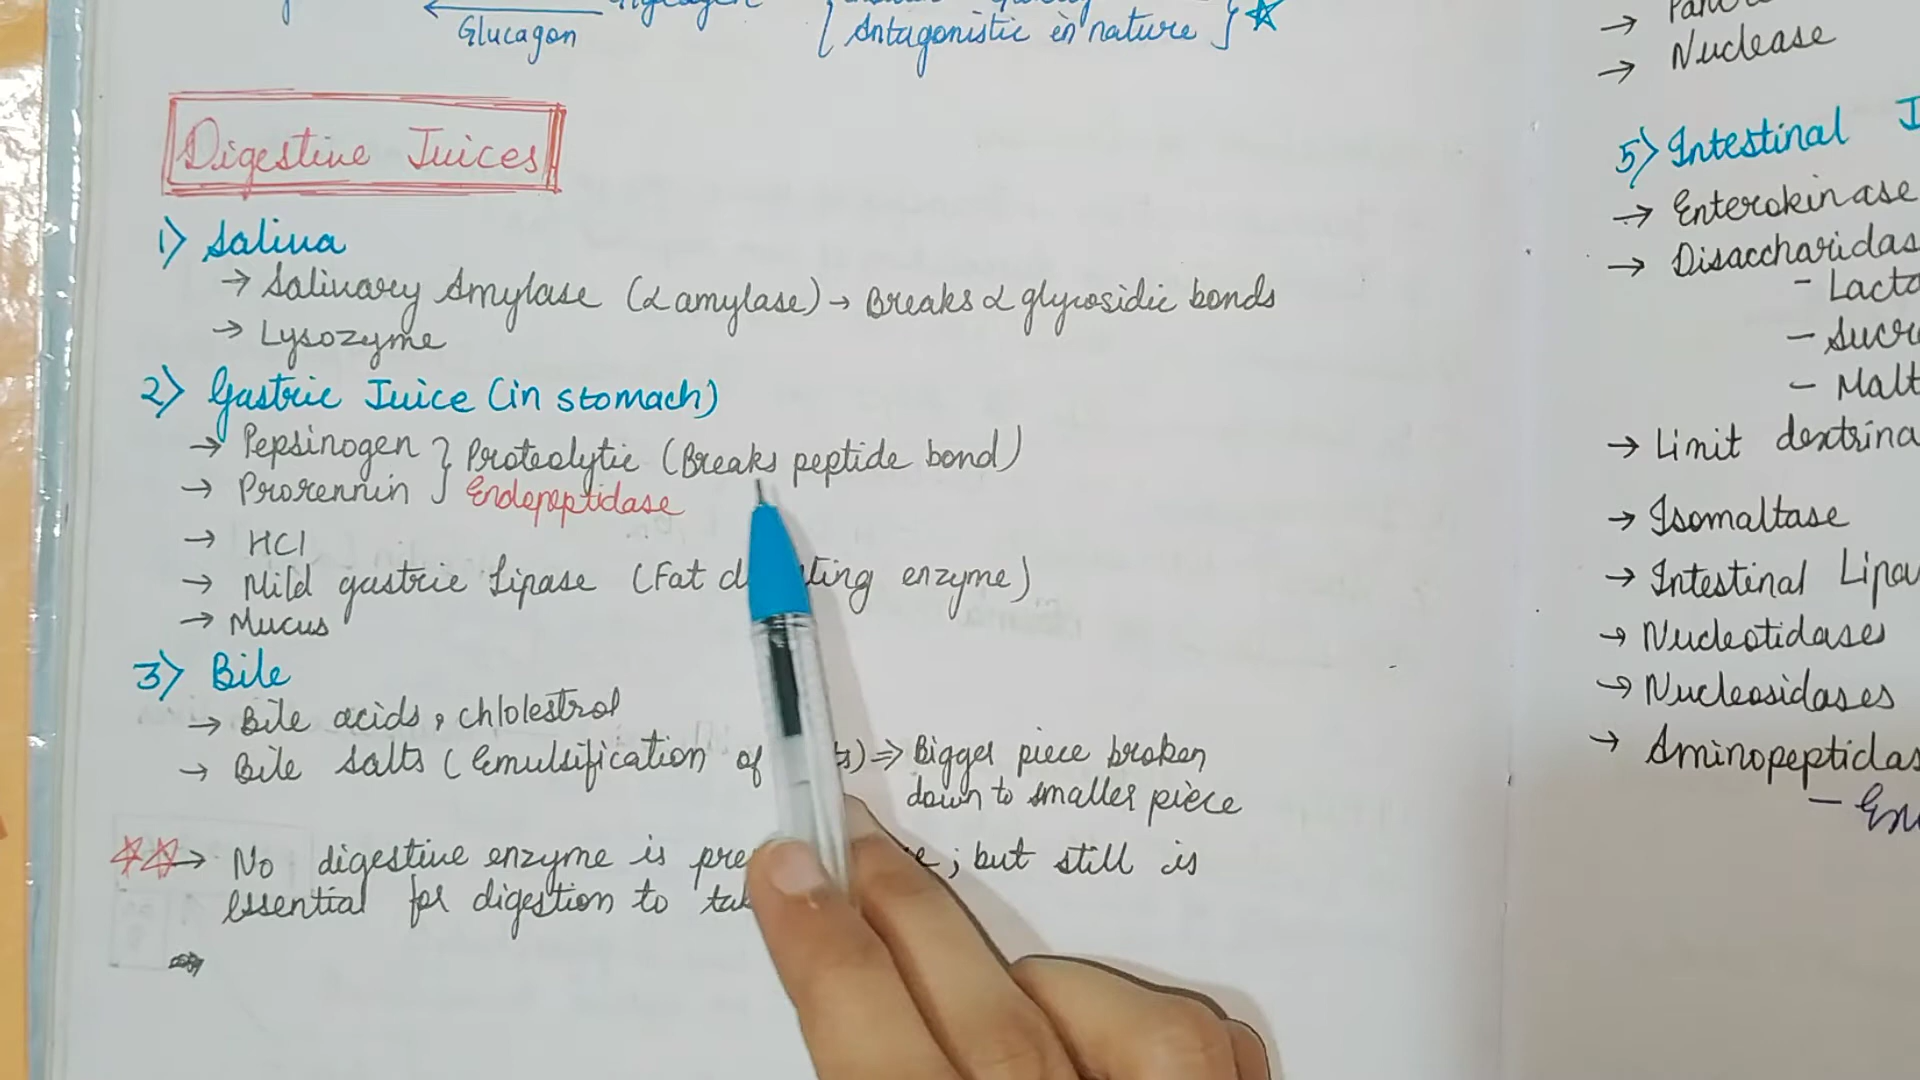 Glucagon
Antagonistic in nature
Digestive Juices
1) Saliva
→ Salivary Amylase (α amylase) → Breaks α glycosidic bonds
→ Lysozyme
2) Gastric Juice (in stomach)
→ Pepsinogen } Proteolytic (Breaks peptide bond)
→ Prorennin } Endopeptidase
→ HCl
→ Mild gastric Lipase (Fat enzyme)
→ Mucus
3) Bile
→ Bile acids, chlolestrol
→ Bile salts (Emulsification of ) ⇒ Bigger piece broken
down to smaller piece
→ No digestive enzyme is ; but still is
essential for digestion to
→ Nuclease
5) Intestinal
→ Enterokinase
→ Disaccharidas
- Lacto
- Sucr
- Malt
→ Limit dextrina
→ Isomaltase
→ Intestinal Lipa
→ Nucleotidases
→ Nucleosidases
→ Aminopeptidas